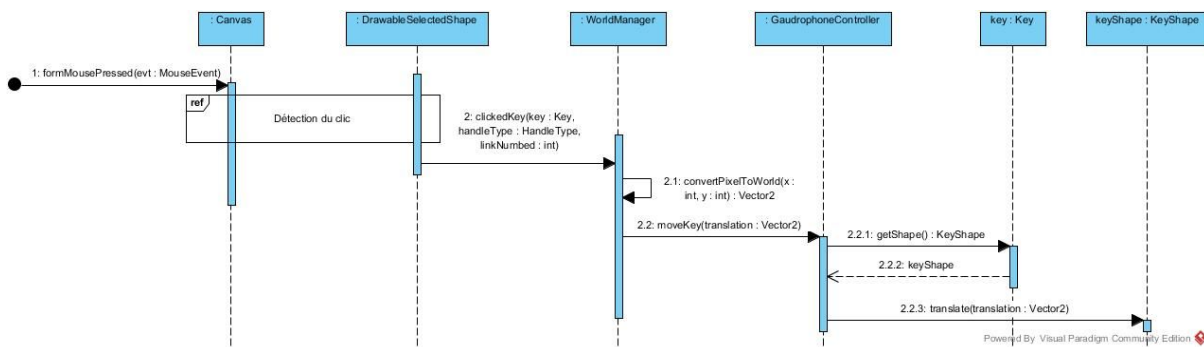 : Canvas
: DrawableSelectedShape
: WorldManager
: GaudrophoneController
key : Key
keyShape : KeyShape
1: formMousePressed(evt : MouseEvent)
ref
Détection du clic
2: clickedKey(key : Key,
handleType : HandleType,
linkNumbed : int)
2.1: convertPixelToWorld(x :
int, y : int) : Vector2
2.2: moveKey(translation : Vector2)
2.2.1: getShape() : KeyShape
2.2.2: keyShape
2.2.3: translate(translation : Vector2)
Powered By Visual Paradigm Community Edition